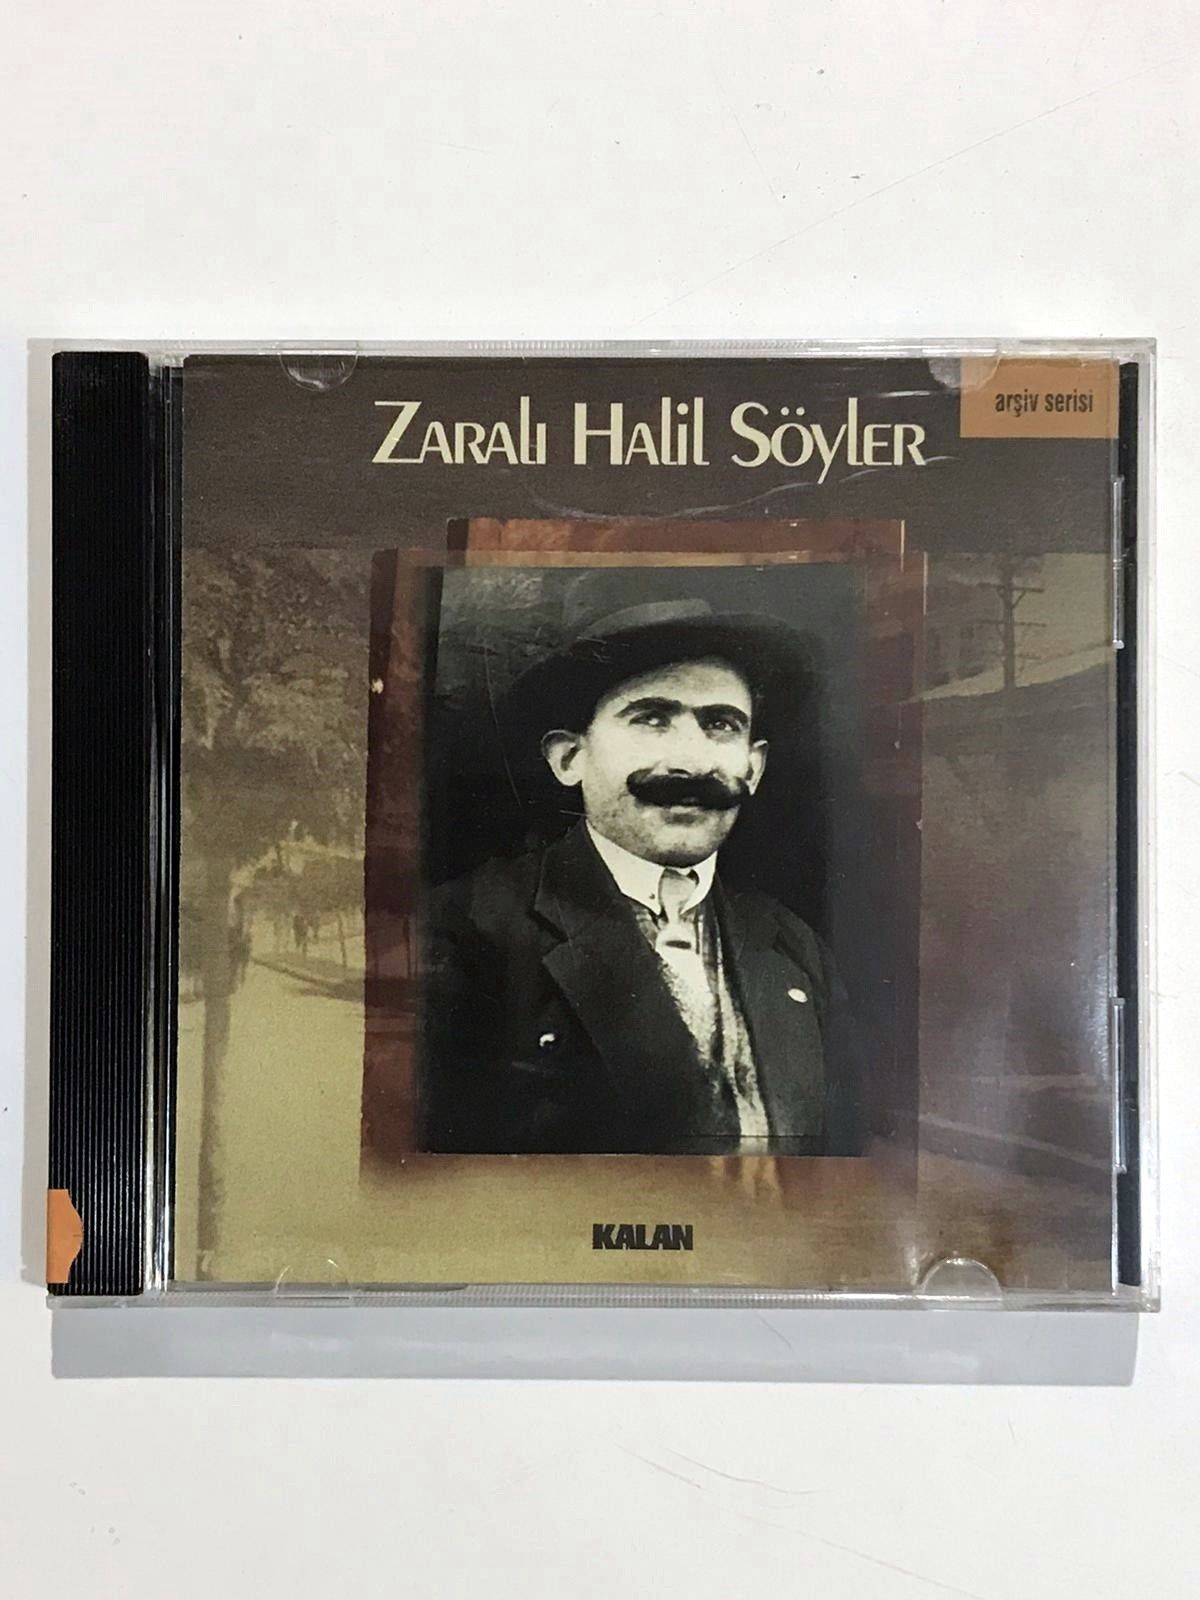 arşiv serisi
Zaralı Halil Söyler
KALAN